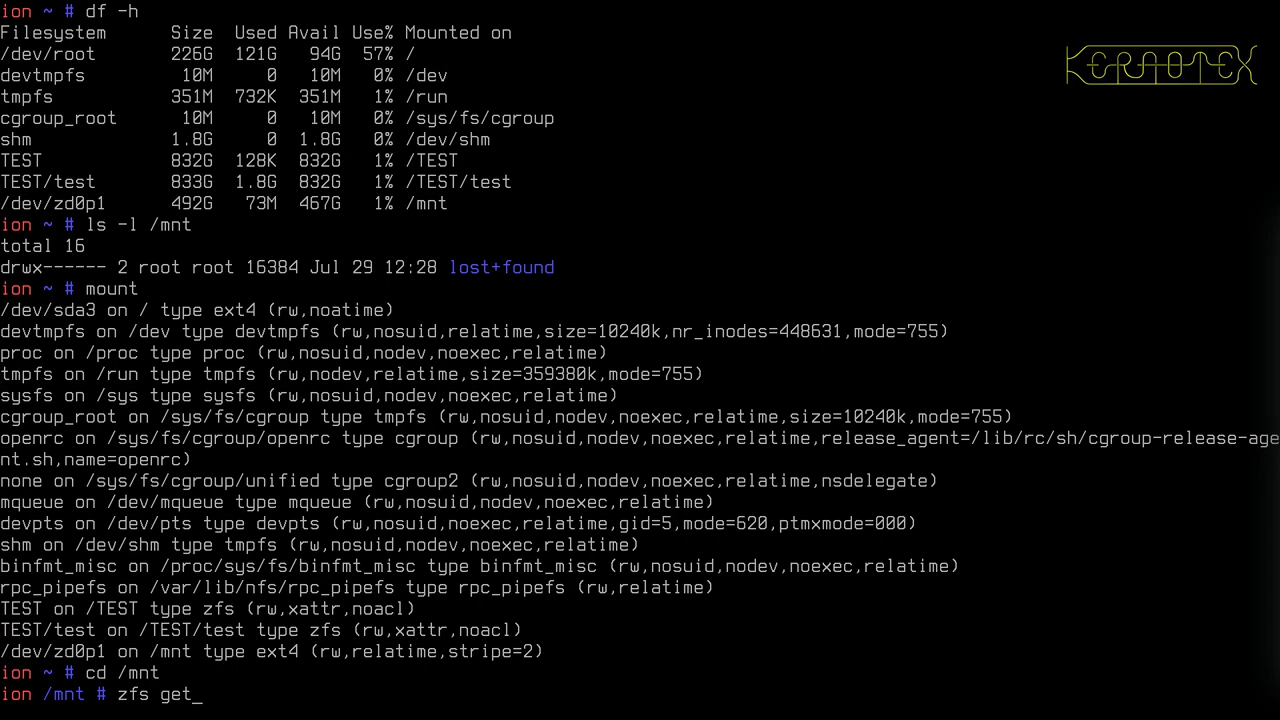 ion ~ # df -h
Filesystem      Size  Used Avail Use% Mounted on
/dev/root       226G  121G   94G  57% /
devtmpfs         10M     0   10M   0% /dev
tmpfs           351M  732K  351M   1% /run
cgroup_root      10M     0   10M   0% /sys/fs/cgroup
shm             1.8G     0  1.8G   0% /dev/shm
TEST            832G  128K  832G   1% /TEST
TEST/test       833G  1.8G  832G   1% /TEST/test
/dev/zd0p1      492G   73M  467G   1% /mnt
ion ~ # ls -l /mnt
total 16
drwx------ 2 root root 16384 Jul 29 12:28 lost+found
ion ~ # mount
/dev/sda3 on / type ext4 (rw,noatime)
devtmpfs on /dev type devtmpfs (rw,nosuid,relatime,size=10240k,nr_inodes=448631,mode=755)
proc on /proc type proc (rw,nosuid,nodev,noexec,relatime)
tmpfs on /run type tmpfs (rw,nodev,relatime,size=359380k,mode=755)
sysfs on /sys type sysfs (rw,nosuid,nodev,noexec,relatime)
cgroup_root on /sys/fs/cgroup type tmpfs (rw,nosuid,nodev,noexec,relatime,size=10240k,mode=755)
openrc on /sys/fs/cgroup/openrc type cgroup (rw,nosuid,nodev,noexec,relatime,release_agent=/lib/rc/sh/cgroup-release-age
nt.sh,name=openrc)
none on /sys/fs/cgroup/unified type cgroup2 (rw,nosuid,nodev,noexec,relatime,nsdelegate)
mqueue on /dev/mqueue type mqueue (rw,nosuid,nodev,noexec,relatime)
devpts on /dev/pts type devpts (rw,nosuid,noexec,relatime,gid=5,mode=620,ptmxmode=000)
shm on /dev/shm type tmpfs (rw,nosuid,nodev,noexec,relatime)
binfmt_misc on /proc/sys/fs/binfmt_misc type binfmt_misc (rw,nosuid,nodev,noexec,relatime)
rpc_pipefs on /var/lib/nfs/rpc_pipefs type rpc_pipefs (rw,relatime)
TEST on /TEST type zfs (rw,xattr,noacl)
TEST/test on /TEST/test type zfs (rw,xattr,noacl)
/dev/zd0p1 on /mnt type ext4 (rw,relatime,stripe=2)
ion ~ # cd /mnt
ion /mnt # zfs get_